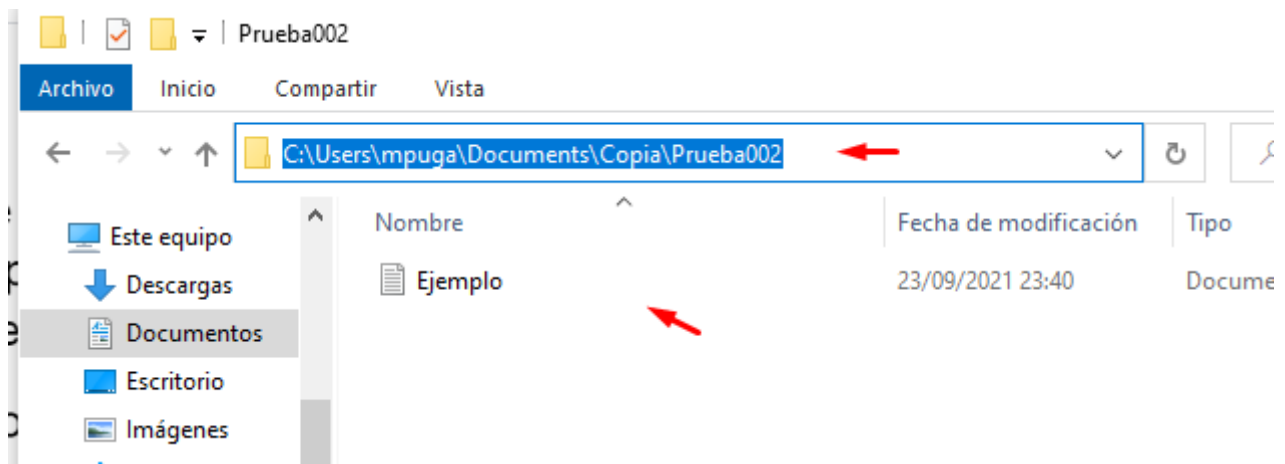 Prueba002
Archivo Inicio Compartir Vista
C:\Users\mpuga\Documents\Copia\Prueba002
Nombre Fecha de modificación Tipo
Este equipo
Ejemplo 23/09/2021 23:40 Docume
Descargas
Documentos
Escritorio
Imágenes